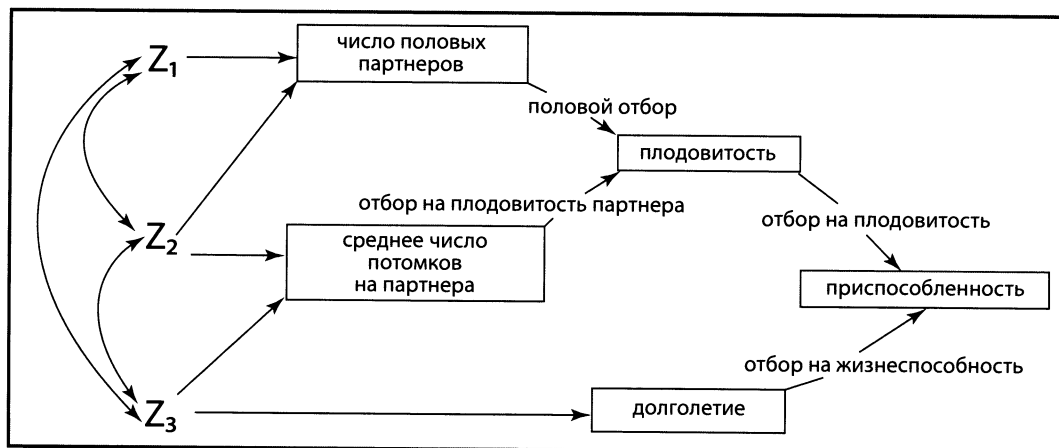 Z₁
число половых
партнеров
половой отбор
плодовитость
отбор на плодовитость партнера
отбор на плодовитость
Z₂
среднее число
потомков
на партнера
приспособленность
отбор на жизнеспособность
Z₃
долголетие